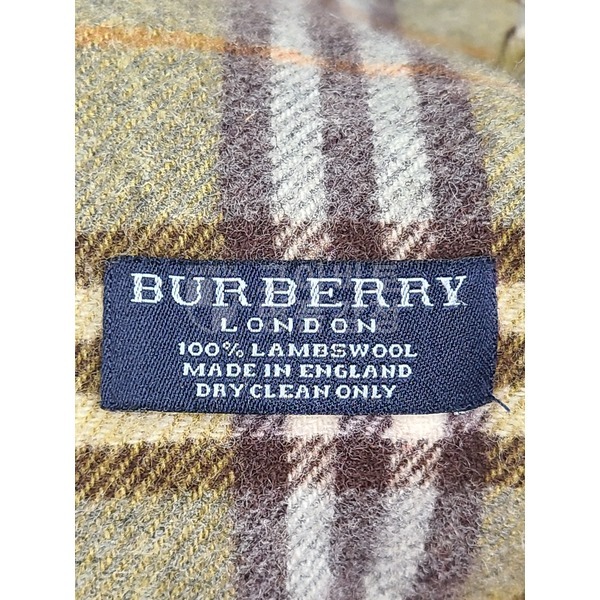 BURBERRY
LONDON
100% LAMBSWOOL
MADE IN ENGLAND
DRY CLEAN ONLY